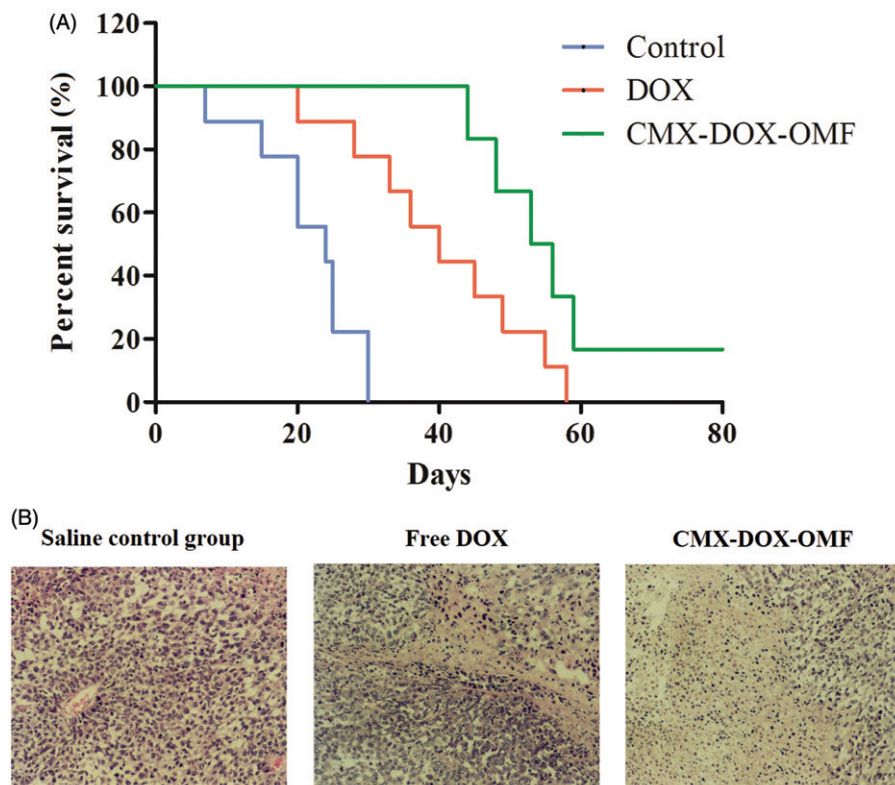 (A)
120
100
80
60
40
20
0
Percent survival (%)
0 20 40 60 80
Days
Control
DOX
CMX-DOX-OMF
(B)
Saline control group Free DOX CMX-DOX-OMF